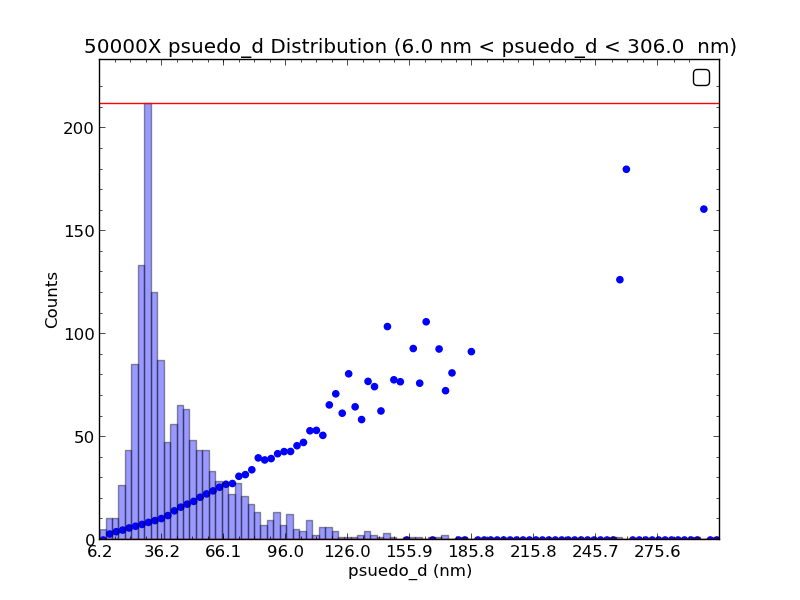 50000X psuedo_d Distribution (6.0 nm < psuedo_d < 306.0  nm)
200
150
100
50
0
Counts
6.2 36.2 66.1 96.0 126.0 155.9 185.8 215.8 245.7 275.6
psuedo_d (nm)